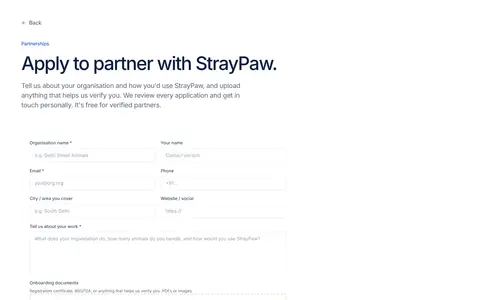 ← Back
Partnerships
Apply to partner with StrayPaw.
Tell us about your organisation and how you'd use StrayPaw, and upload
anything that helps us verify you. We review every application and get in
touch personally. It's free for verified partners.
Organisation name *
Your name
e.g. Delhi Street Animals
Contact person
Email *
Phone
you@org.org
+91...
City / area you cover
Website / social
e.g. South Delhi
https://
Tell us about your work *
What does your organisation do, how many animals do you handle, and how would you use StrayPaw?
Onboarding documents
Registration certificate, 80G/12A, or anything that helps us verify you. PDFs or images.